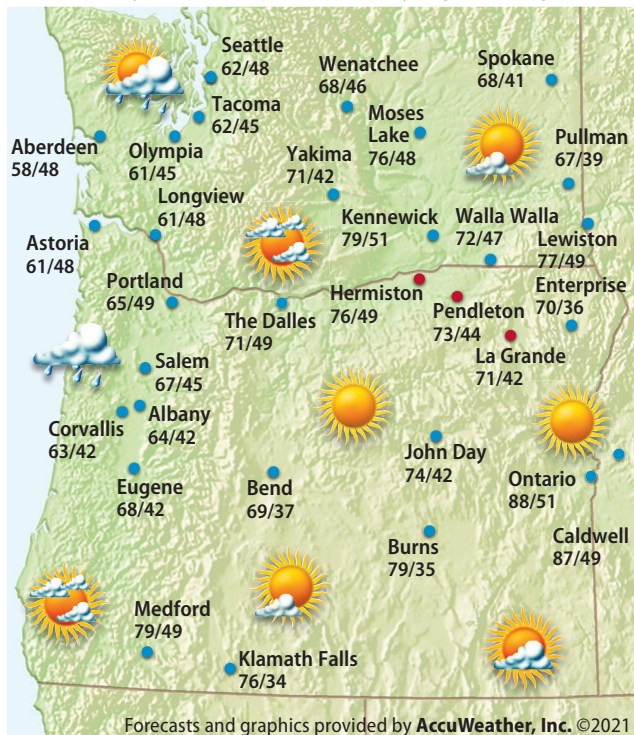 Seattle
62/48
Spokane
68/41
Wenatchee
68/46
Tacoma
62/45
Moses
Lake
76/48
Aberdeen
58/48
Olympia
61/45
Yakima
71/42
Pullman
67/39
Longview
61/48
Kennewick
79/51
Walla Walla
72/47
Lewiston
77/49
Astoria
61/48
Portland
65/49
The Dalles
71/49
Hermiston
76/49
Pendleton
73/44
Enterprise
70/36
La Grande
71/42
Salem
67/45
Albany
64/42
Corvallis
63/42
John Day
74/42
Ontario
88/51
Eugene
68/42
Bend
69/37
Burns
79/35
Caldwell
87/49
Medford
79/49
Klamath Falls
76/34
Forecasts and graphics provided by AccuWeather, Inc. ©2021